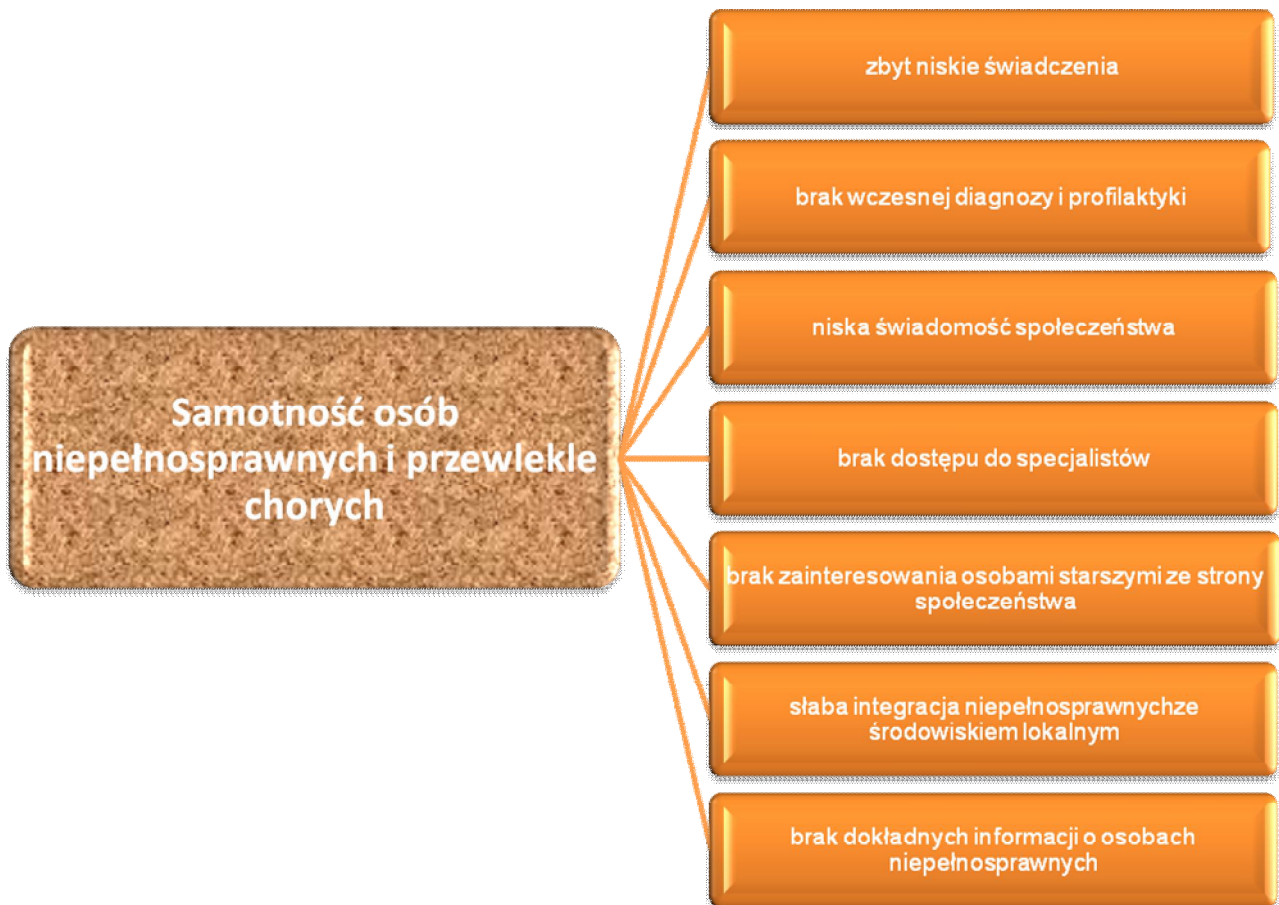 zbyt niskie świadczenia
brak wczesnej diagnozy i profilaktyki
niska świadomość społeczeństwa
Samotność osób
niepełnosprawnych i przewlekle
chorych
brak dostępu do specjalistów
brak zainteresowania osobami starszymi ze strony
społeczeństwa
słaba integracja niepełnosprawnychze
środowiskiem lokalnym
brak dokładnych informacji o osobach
niepełnosprawnych